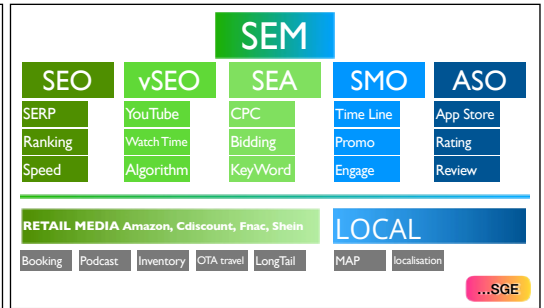 SEM
SEO vSEO SEA SMO ASO
SERP YouTube CPC Time Line App Store
Ranking Watch Time Bidding Promo Rating
Speed Algorithm KeyWord Engage Review
RETAIL MEDIA Amazon, Cdiscount, Fnac, Shein LOCAL
Booking Podcast Inventory OTA travel LongTail MAP localisation
...SGE